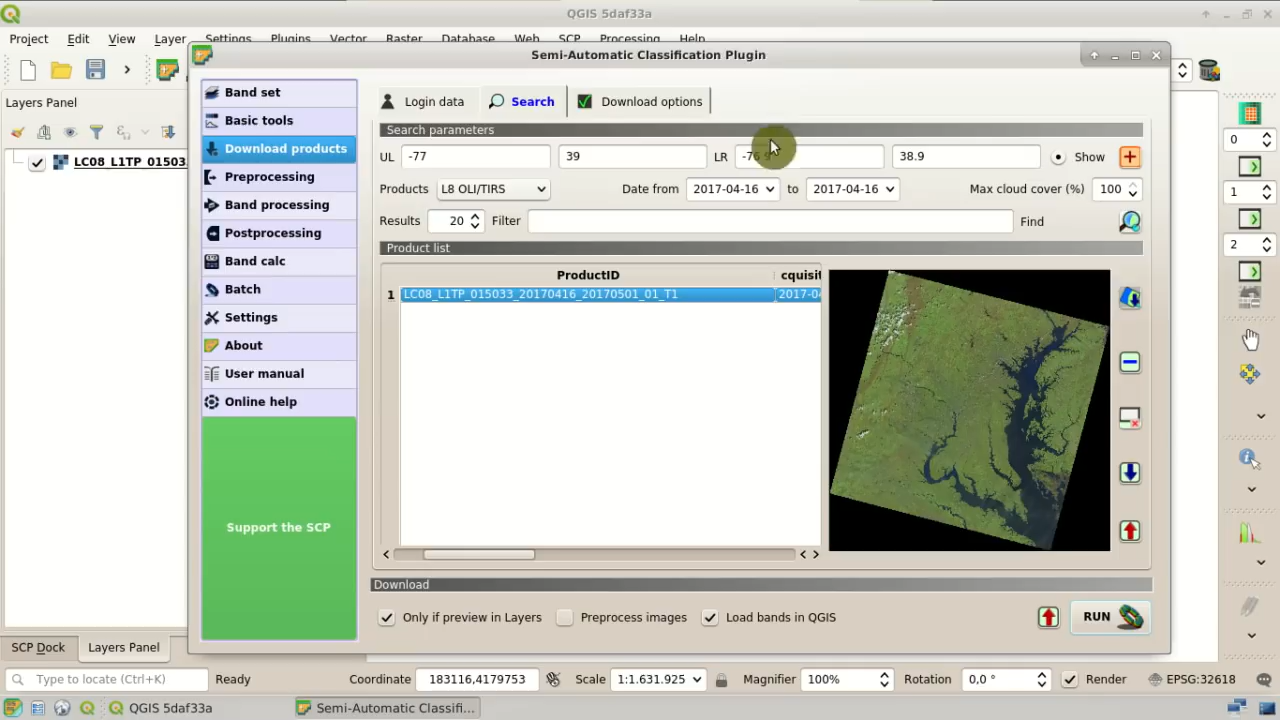 QGIS 5daf33a
Project Edit View Layer Settings Plugins Vector Raster Database Web SCP Processing Help
Semi-Automatic Classification Plugin
Layers Panel
LC08_L1TP_01503
Band set
Basic tools
Download products
Preprocessing
Band processing
Postprocessing
Band calc
Batch
Settings
About
User manual
Online help
Support the SCP
Login data Search Download options
Search parameters
UL -77 39 LR -76.9 38.9 Show
Products L8 OLI/TIRS Date from 2017-04-16 to 2017-04-16 Max cloud cover (%) 100
Results 20 Filter Find
Product list
ProductID cquisit
1 LC08_L1TP_015033_20170416_20170501_01_T1 2017-04
Download
Only if preview in Layers Preprocess images Load bands in QGIS RUN
0
1
2
SCP Dock Layers Panel
Type to locate (Ctrl+K) Ready Coordinate 183116,4179753 Scale 1:1.631.925 Magnifier 100% Rotation 0,0 ° Render EPSG:32618
QGIS 5daf33a Semi-Automatic Classifi...